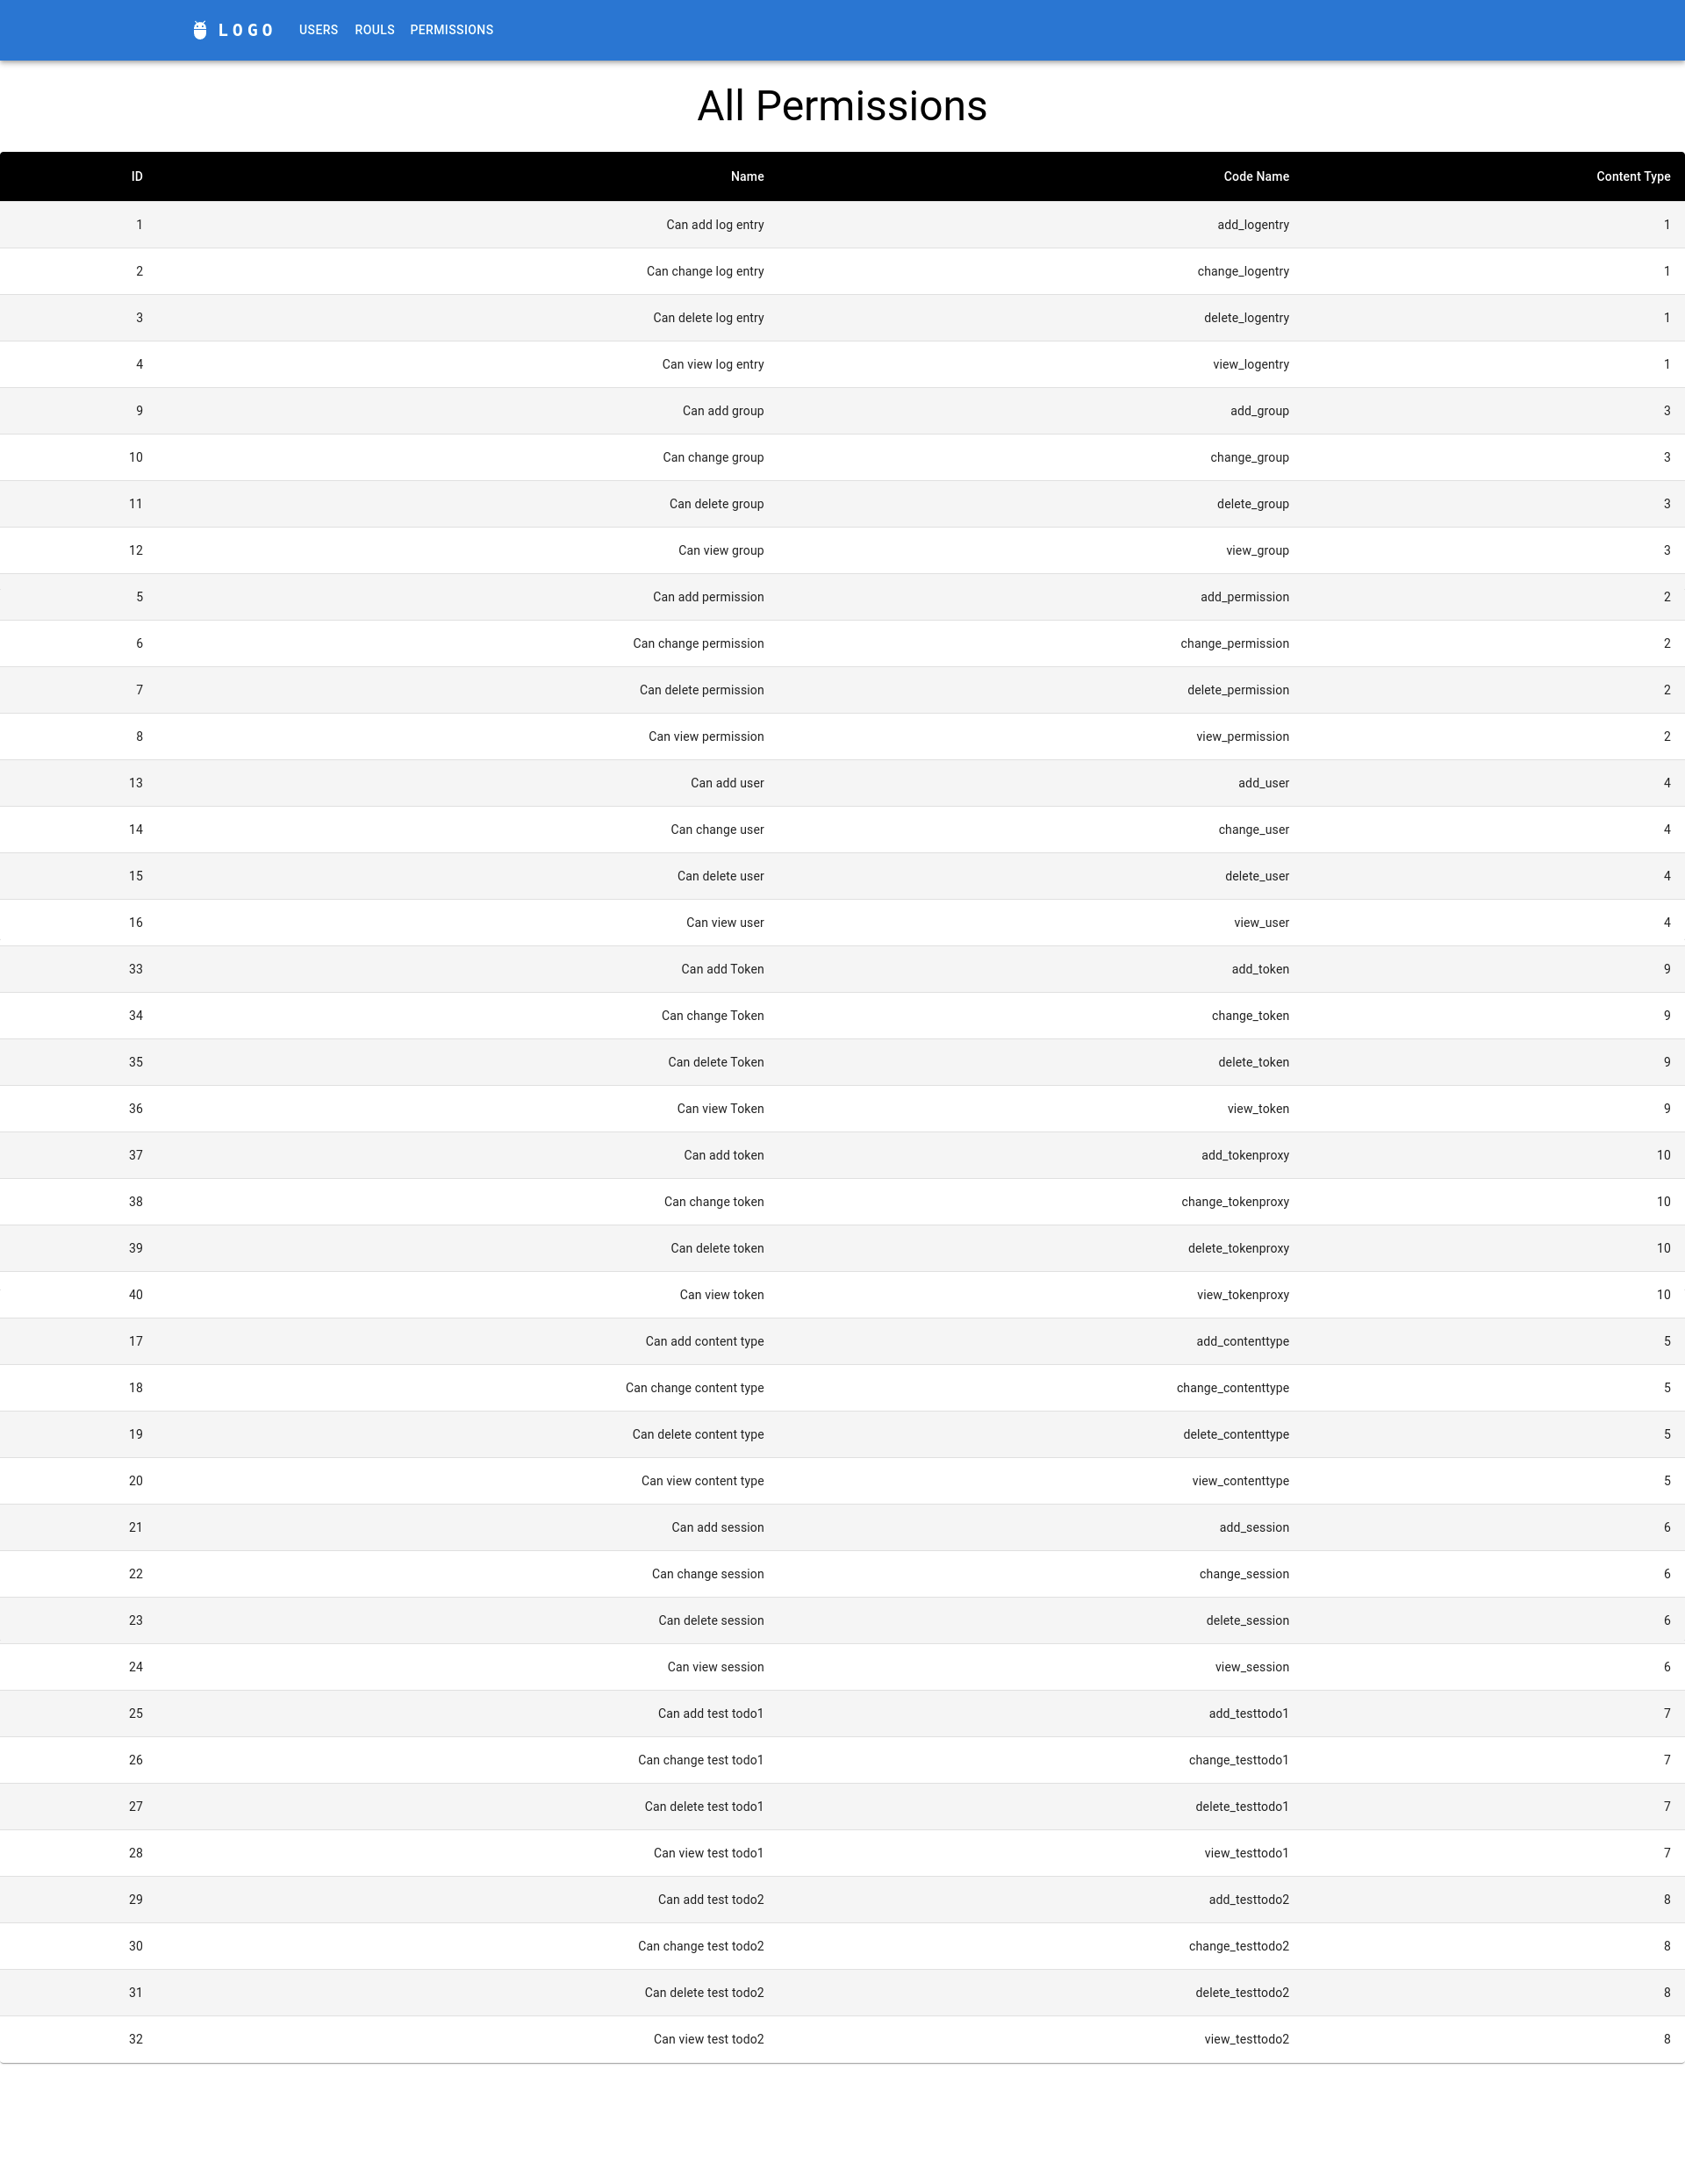 LOGO USERS ROULS PERMISSIONS
All Permissions
ID Name Code Name Content Type
1 Can add log entry add_logentry 1
2 Can change log entry change_logentry 1
3 Can delete log entry delete_logentry 1
4 Can view log entry view_logentry 1
9 Can add group add_group 3
10 Can change group change_group 3
11 Can delete group delete_group 3
12 Can view group view_group 3
5 Can add permission add_permission 2
6 Can change permission change_permission 2
7 Can delete permission delete_permission 2
8 Can view permission view_permission 2
13 Can add user add_user 4
14 Can change user change_user 4
15 Can delete user delete_user 4
16 Can view user view_user 4
33 Can add Token add_token 9
34 Can change Token change_token 9
35 Can delete Token delete_token 9
36 Can view Token view_token 9
37 Can add token add_tokenproxy 10
38 Can change token change_tokenproxy 10
39 Can delete token delete_tokenproxy 10
40 Can view token view_tokenproxy 10
17 Can add content type add_contenttype 5
18 Can change content type change_contenttype 5
19 Can delete content type delete_contenttype 5
20 Can view content type view_contenttype 5
21 Can add session add_session 6
22 Can change session change_session 6
23 Can delete session delete_session 6
24 Can view session view_session 6
25 Can add test todo1 add_testtodo1 7
26 Can change test todo1 change_testtodo1 7
27 Can delete test todo1 delete_testtodo1 7
28 Can view test todo1 view_testtodo1 7
29 Can add test todo2 add_testtodo2 8
30 Can change test todo2 change_testtodo2 8
31 Can delete test todo2 delete_testtodo2 8
32 Can view test todo2 view_testtodo2 8